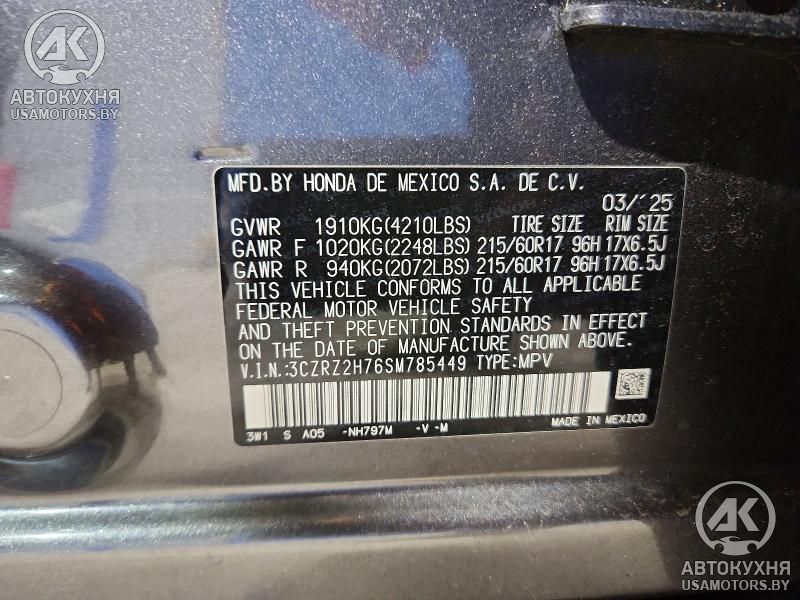 AK
АВТОКУХНЯ
USAMOTORS.BY
MFD.BY HONDA DE MEXICO S.A. DE C.V.
03/'25
GVWR 1910KG(4210LBS) TIRE SIZE RIM SIZE
GAWR F 1020KG(2248LBS) 215/60R17 96H 17X6.5J
GAWR R 940KG(2072LBS) 215/60R17 96H 17X6.5J
THIS VEHICLE CONFORMS TO ALL APPLICABLE
FEDERAL MOTOR VEHICLE SAFETY
AND THEFT PREVENTION STANDARDS IN EFFECT
ON THE DATE OF MANUFACTURE SHOWN ABOVE.
V.I.N.:3CZRZ2H76SM785449 TYPE:MPV
3W1 S A05 -NH797M -V -M
MADE IN MEXICO
AK
АВТОКУХНЯ
USAMOTORS.BY